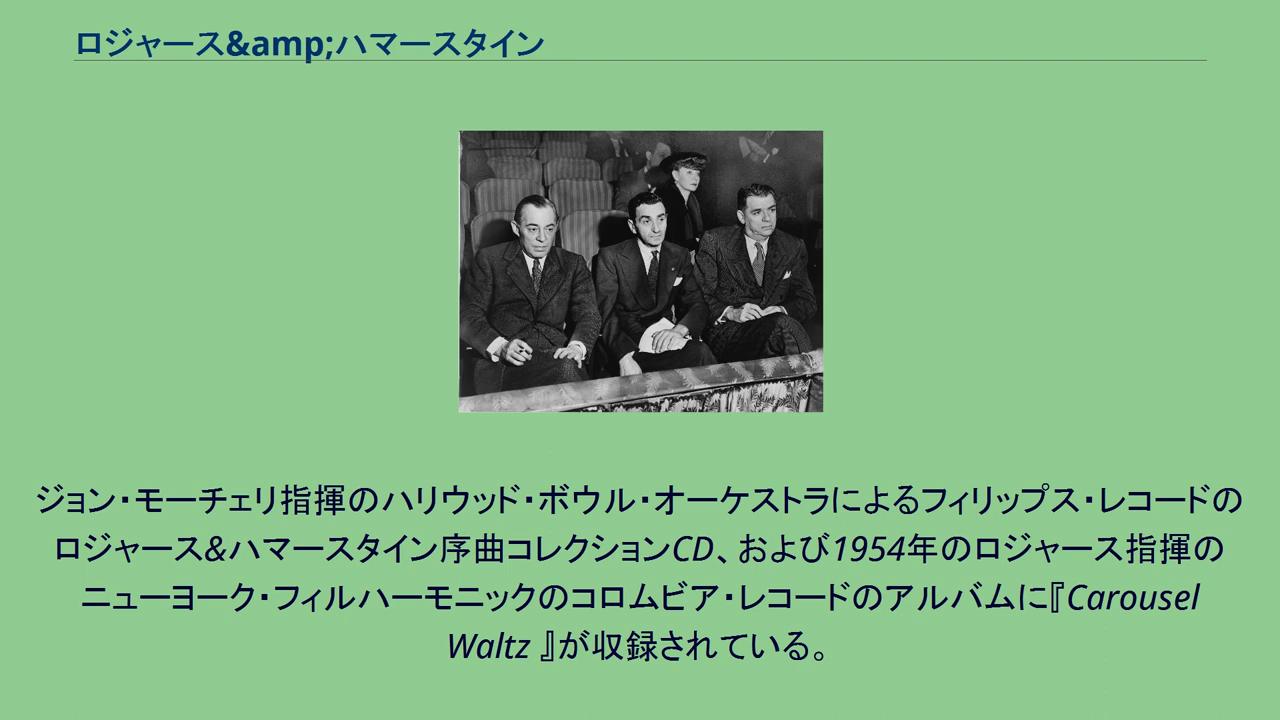 ロジャース&amp;ハマースタイン
ジョン・モーチェリ指揮のハリウッド・ボウル・オーケストラによるフィリップス・レコードの
ロジャース&ハマースタイン序曲コレクションCD、および1954年のロジャース指揮の
ニューヨーク・フィルハーモニックのコロムビア・レコードのアルバムに『Carousel
Waltz 』が収録されている。